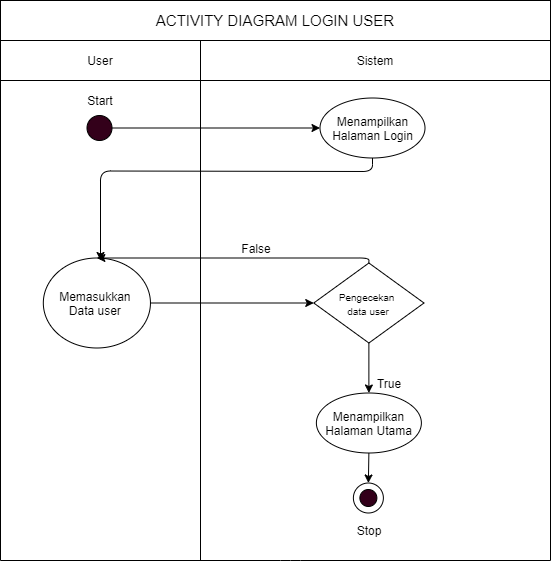 ACTIVITY DIAGRAM LOGIN USER
User
Sistem
Start
Menampilkan
Halaman Login
False
Memasukkan
Data user
Pengecekan
data user
True
Menampilkan
Halaman Utama
Stop